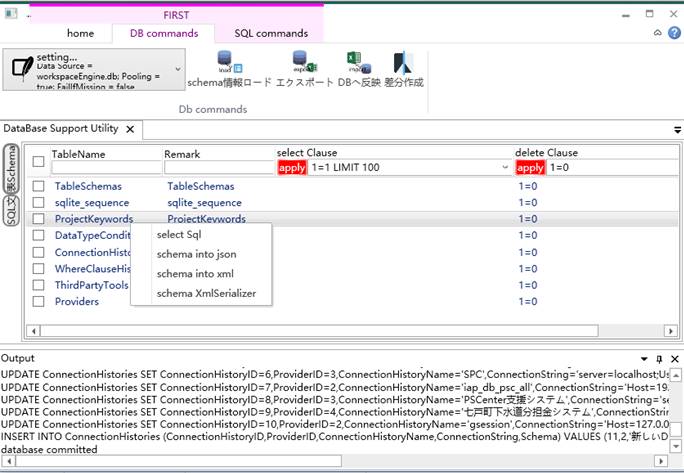 FIRST
home DB commands SQL commands
setting...
Data Source =
workspaceEngine.db; Pooling =
true; FailIfMissing = false
schema情報ロード エクスポート DBへ反映 差分作成
Db commands
DataBase Support Utility
表Schema
SQL文
TableName Remark select Clause delete Clause
apply 1=1 LIMIT 100 apply 1=0
TableSchemas TableSchemas 1=0
sqlite_sequence sqlite_sequence 1=0
ProjectKeywords ProjectKeywords 1=0
DataTypeCondit 1=0
ConnectionHisto 1=0
WhereClauseHis 1=0
ThirdPartyTools 1=0
Providers 1=0
select Sql
schema into json
schema into xml
schema XmlSerializer
Output
UPDATE ConnectionHistories SET ConnectionHistoryID=6,ProviderID=3,ConnectionHistoryName='SPC',ConnectionString='server=localhost;Us
UPDATE ConnectionHistories SET ConnectionHistoryID=7,ProviderID=2,ConnectionHistoryName='iap_db_psc_all',ConnectionString='Host=19.
UPDATE ConnectionHistories SET ConnectionHistoryID=8,ProviderID=3,ConnectionHistoryName='PSCenter支援システム',ConnectionString='se
UPDATE ConnectionHistories SET ConnectionHistoryID=9,ProviderID=4,ConnectionHistoryName='七戸町下水道分担金システム',ConnectionString
UPDATE ConnectionHistories SET ConnectionHistoryID=10,ProviderID=2,ConnectionHistoryName='gsession',ConnectionString='Host=127.0.0
INSERT INTO ConnectionHistories (ConnectionHistoryID,ProviderID,ConnectionHistoryName,ConnectionString,Schema) VALUES (11,2,'新しいD
database committed